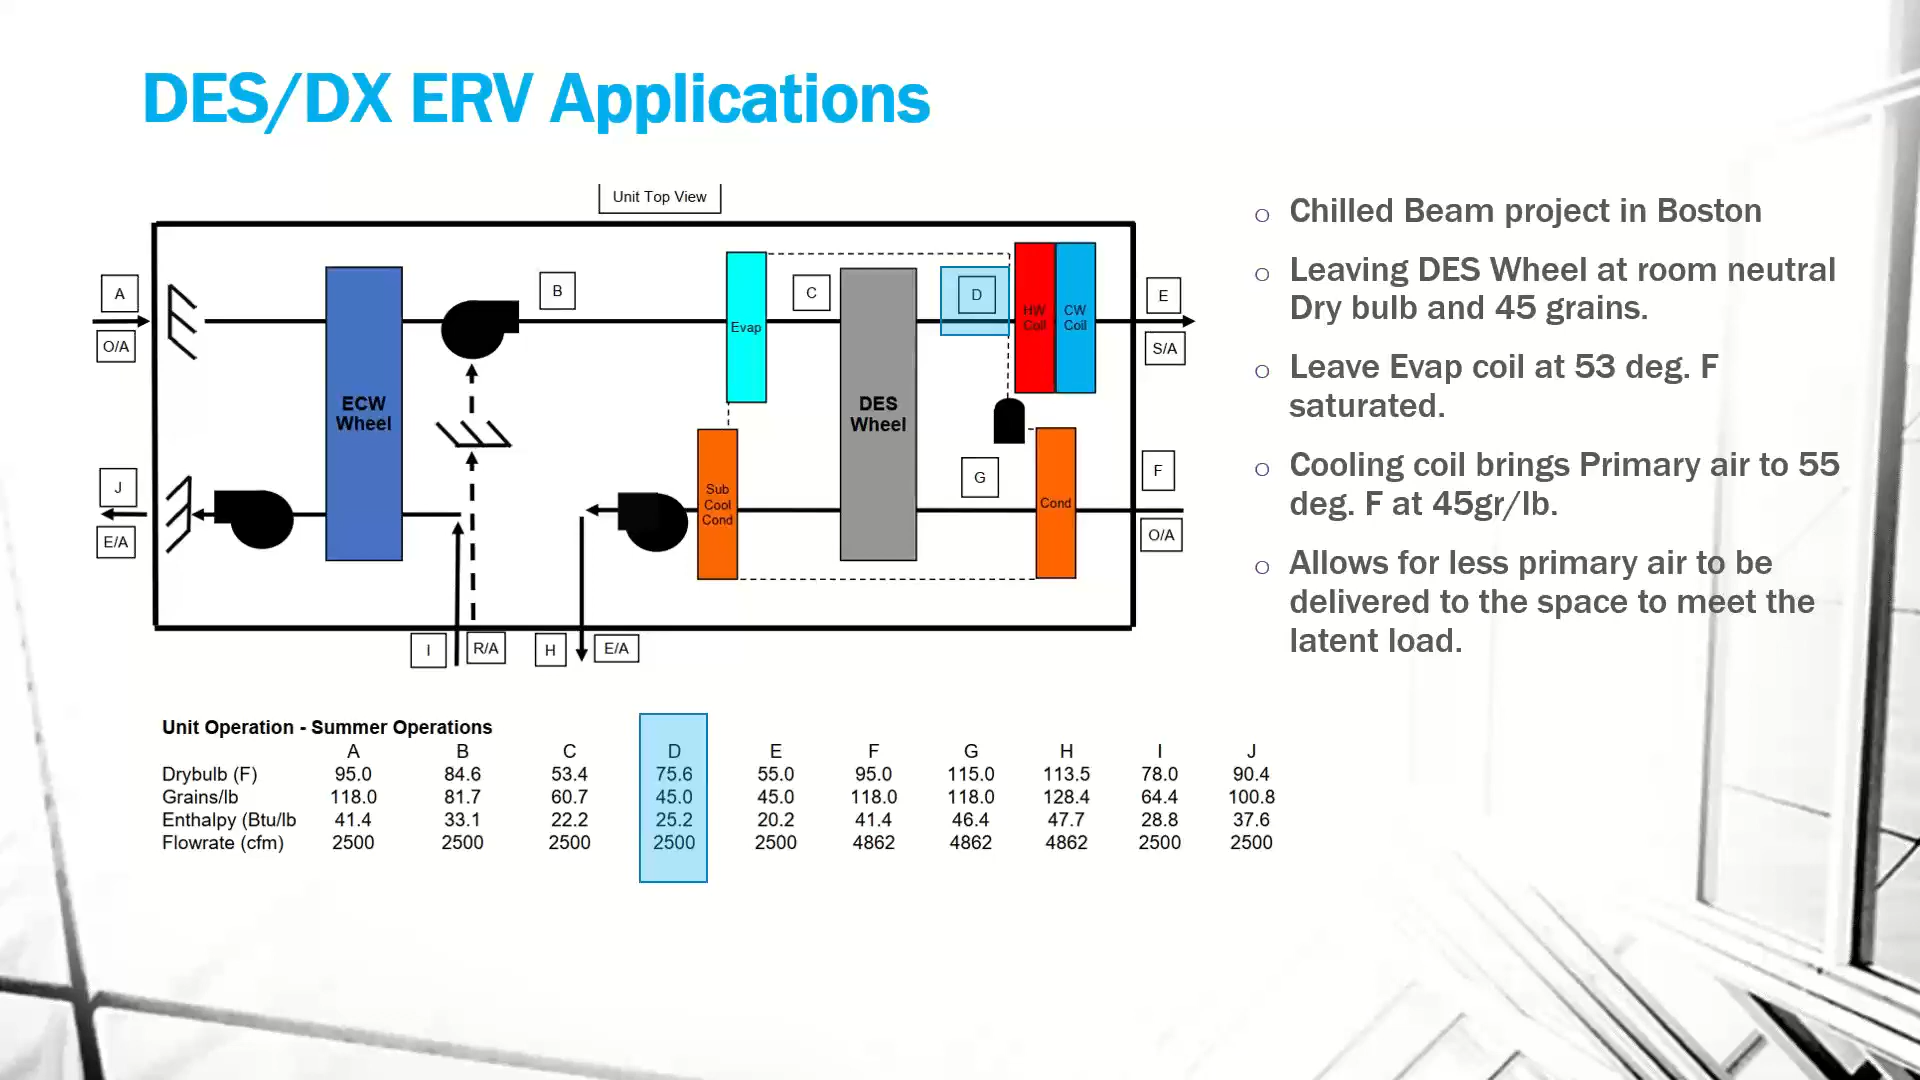 DES/DX ERV Applications
Unit Top View
A
O/A
ECW
Wheel
B
Evap
C
DES
Wheel
D
HW
Coil
CW
Coil
E
S/A
J
E/A
Sub
Cool
Cond
G
Cond
F
O/A
I
R/A
H
E/A
○ Chilled Beam project in Boston
○ Leaving DES Wheel at room neutral
Dry bulb and 45 grains.
○ Leave Evap coil at 53 deg. F
saturated.
○ Cooling coil brings Primary air to 55
deg. F at 45gr/lb.
○ Allows for less primary air to be
delivered to the space to meet the
latent load.
Unit Operation - Summer Operations
A B C D E F G H I J
Drybulb (F) 95.0 84.6 53.4 75.6 55.0 95.0 115.0 113.5 78.0 90.4
Grains/lb 118.0 81.7 60.7 45.0 45.0 118.0 118.0 128.4 64.4 100.8
Enthalpy (Btu/lb 41.4 33.1 22.2 25.2 20.2 41.4 46.4 47.7 28.8 37.6
Flowrate (cfm) 2500 2500 2500 2500 2500 4862 4862 4862 2500 2500